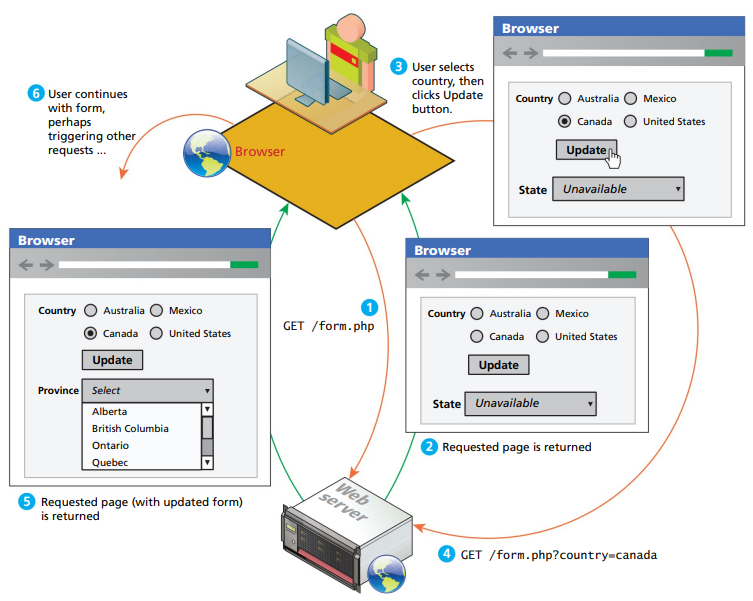 Browser
Country Australia Mexico
Canada United States
Update
State Unavailable
3 User selects
country, then
clicks Update
button.
6 User continues
with form,
perhaps
triggering other
requests ...
Browser
Browser
Country Australia Mexico
Canada United States
Update
Province Select
Alberta
British Columbia
Ontario
Quebec
1
GET /form.php
Browser
Country Australia Mexico
Canada United States
Update
State Unavailable
2 Requested page is returned
5 Requested page (with updated form)
is returned
Web
server
4 GET /form.php?country=canada